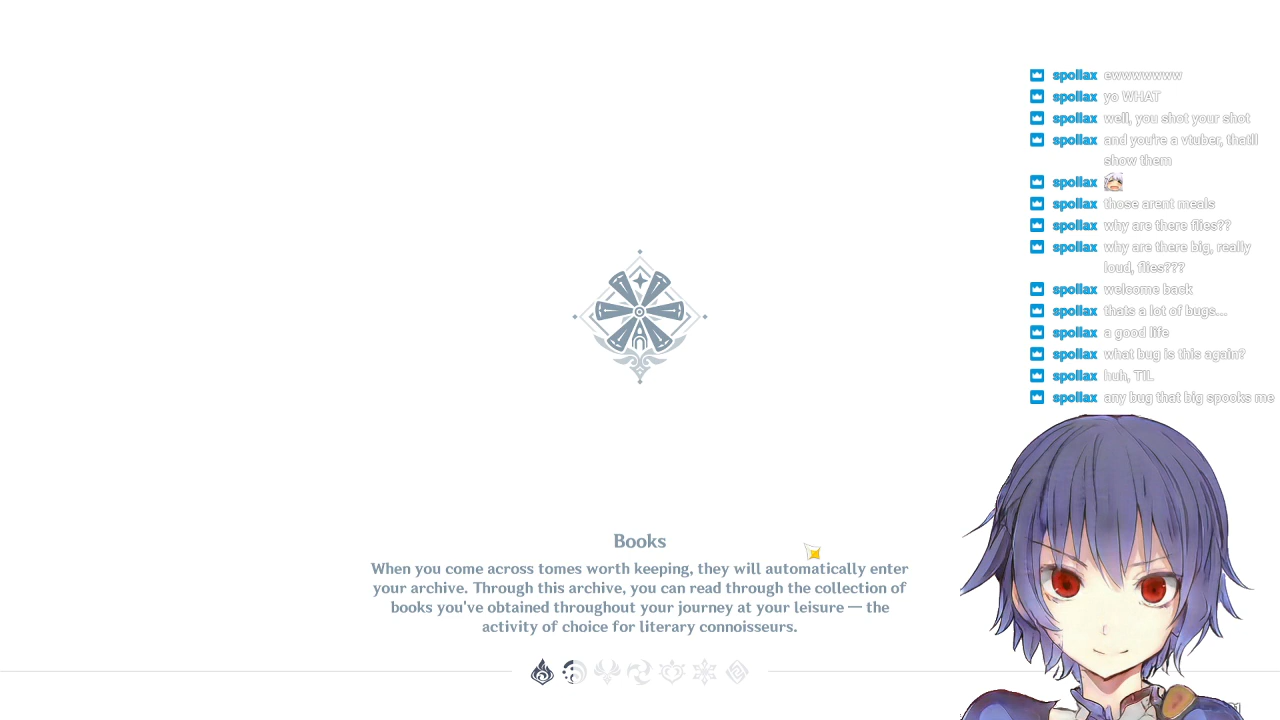 spollax ewwwwwww
spollax yo WHAT
spollax well, you shot your shot
spollax and you're a vtuber, thatll
show them
spollax
spollax those arent meals
spollax why are there flies??
spollax why are there big, really
loud, flies???
spollax welcome back
spollax thats a lot of bugs...
spollax a good life
spollax what bug is this again?
spollax huh, TIL
spollax any bug that big spooks me
Books
When you come across tomes worth keeping, they will automatically enter
your archive. Through this archive, you can read through the collection of
books you've obtained throughout your journey at your leisure — the
activity of choice for literary connoisseurs.